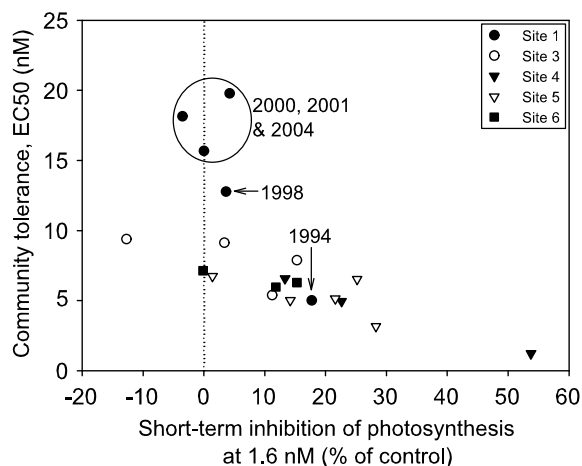 Community tolerance, EC50 (nM)
25
20
15
10
5
0
Site 1
Site 3
Site 4
Site 5
Site 6
2000, 2001
& 2004
1998
1994
-20
-10
0
10
20
30
40
50
60
Short-term inhibition of photosynthesis
at 1.6 nM (% of control)